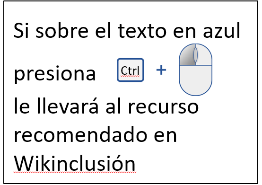 Si sobre el texto en azul
presiona Ctrl +
le llevará al recurso
recomendado en
Wikinclusión